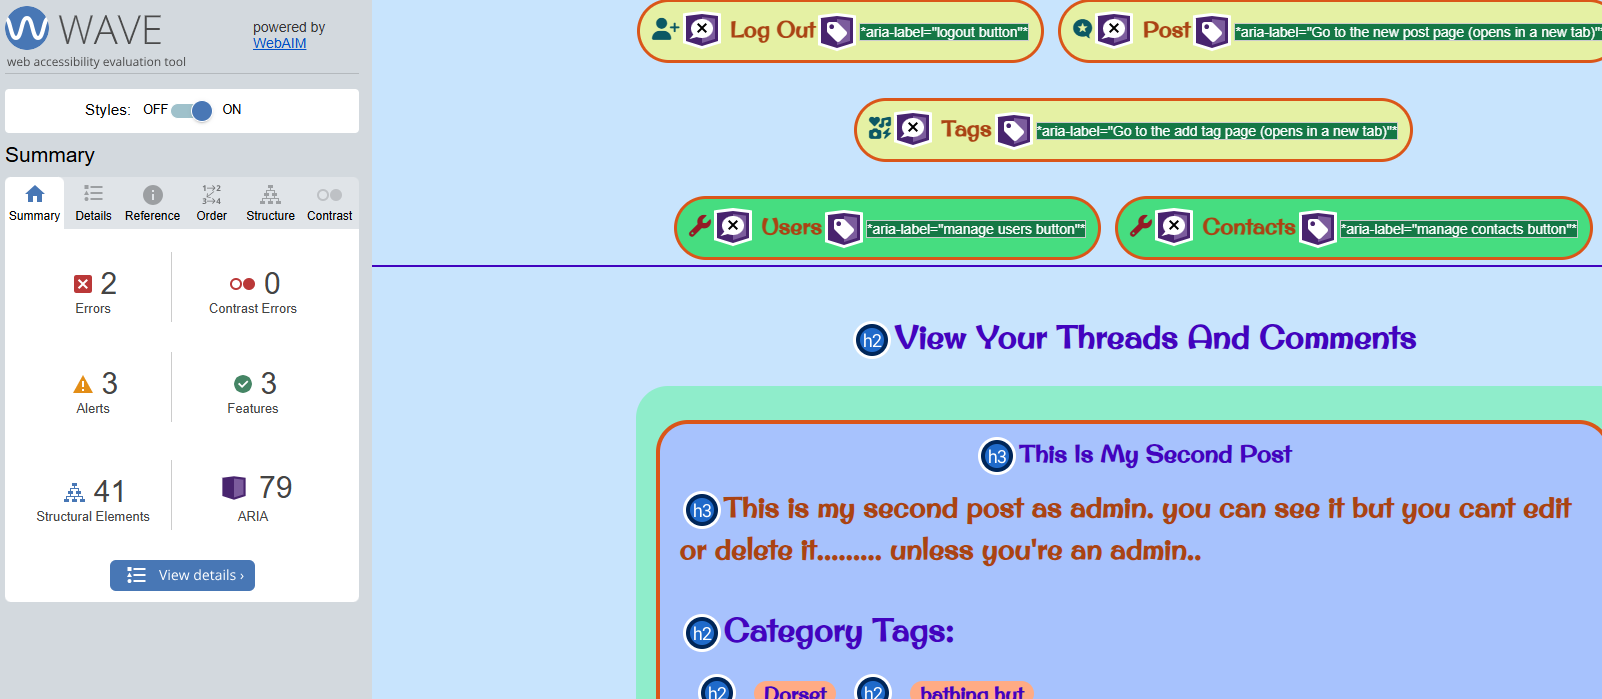 WAVE
powered by
WebAIM
web accessibility evaluation tool
Styles: OFF ON
Summary
Summary Details Reference Order Structure Contrast
1→2
3→4
2
Errors
0
Contrast Errors
3
Alerts
3
Features
41
Structural Elements
79
ARIA
View details ›
Log Out *aria-label="logout button"*
Post *aria-label="Go to the new post page (opens in a new tab)"*
Tags *aria-label="Go to the add tag page (opens in a new tab)"*
Users *aria-label="manage users button"*
Contacts *aria-label="manage contacts button"*
h2 View Your Threads And Comments
h3 This Is My Second Post
h3 This is my second post as admin. you can see it but you cant edit
or delete it......... unless you're an admin..
h2 Category Tags:
h2 Dorset h2 bathing hut